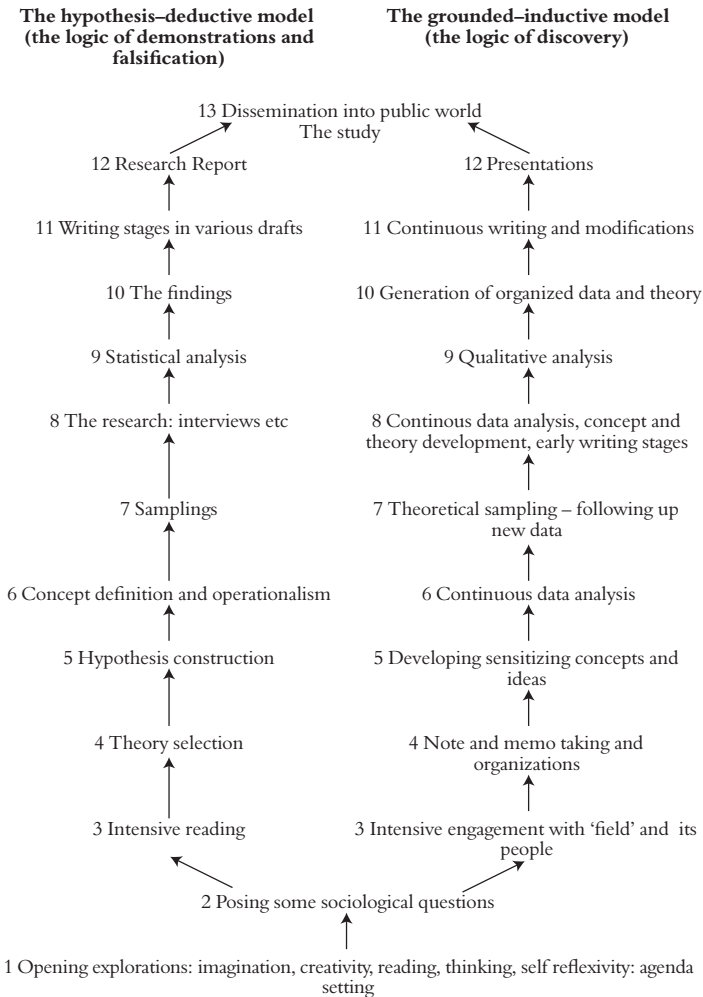 The hypothesis–deductive model
(the logic of demonstrations and
falsification)
The grounded–inductive model
(the logic of discovery)
13 Dissemination into public world
The study
12 Research Report
12 Presentations
11 Writing stages in various drafts
11 Continuous writing and modifications
10 The findings
10 Generation of organized data and theory
9 Statistical analysis
9 Qualitative analysis
8 The research: interviews etc
8 Continous data analysis, concept and
theory development, early writing stages
7 Samplings
7 Theoretical sampling – following up
new data
6 Concept definition and operationalism
6 Continuous data analysis
5 Hypothesis construction
5 Developing sensitizing concepts and
ideas
4 Theory selection
4 Note and memo taking and
organizations
3 Intensive reading
3 Intensive engagement with ‘field’ and its
people
2 Posing some sociological questions
1 Opening explorations: imagination, creativity, reading, thinking, self reflexivity: agenda
setting